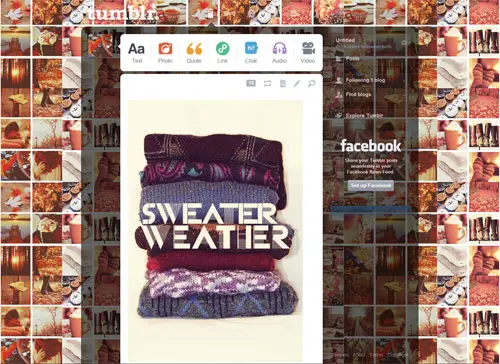 tumblr.
Aa
Text
Photo
Quote
Link
Chat
Audio
Video
SWEATER
WEATHER
Untitled
Posts
Following 1 blog
Find blogs
Explore Tumblr
facebook
Share your Tumblr posts
seamlessly in your
Facebook News Feed.
Set up Facebook